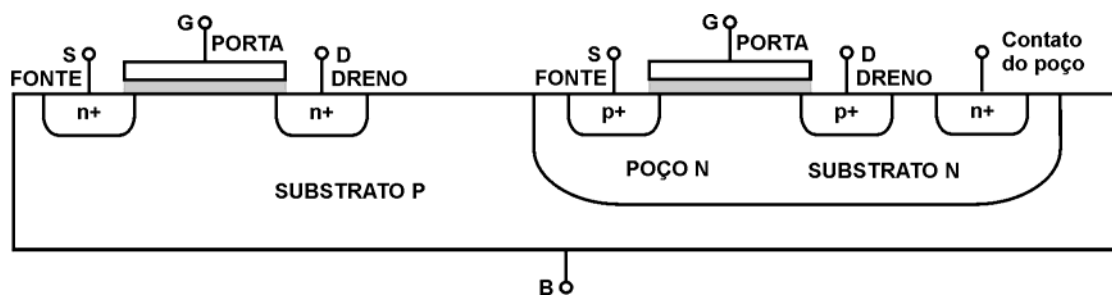 G
PORTA
S
D
FONTE
DRENO
n+
n+
SUBSTRATO P
G
PORTA
S
D
FONTE
DRENO
Contato
do poço
p+
p+
n+
POÇO N
SUBSTRATO N
B